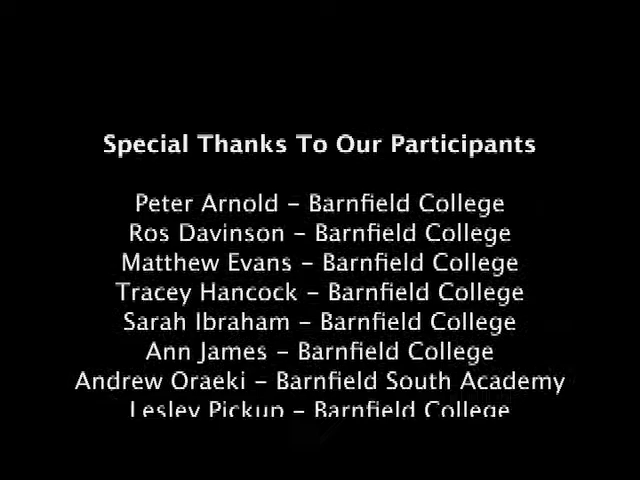 Special Thanks To Our Participants
Peter Arnold – Barnfield College
Ros Davinson – Barnfield College
Matthew Evans – Barnfield College
Tracey Hancock – Barnfield College
Sarah Ibraham – Barnfield College
Ann James – Barnfield College
Andrew Oraeki – Barnfield South Academy
Lesley Pickup – Barnfield College